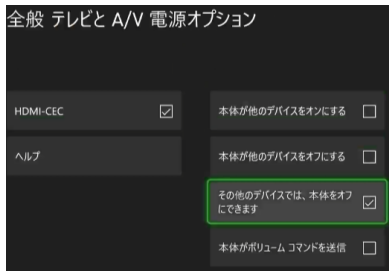 全般 テレビと A/V 電源オプション
HDMI-CEC
ヘルプ
本体が他のデバイスをオンにする
本体が他のデバイスをオフにする
その他のデバイスでは、本体をオフ
にできます
本体がボリューム コマンドを送信